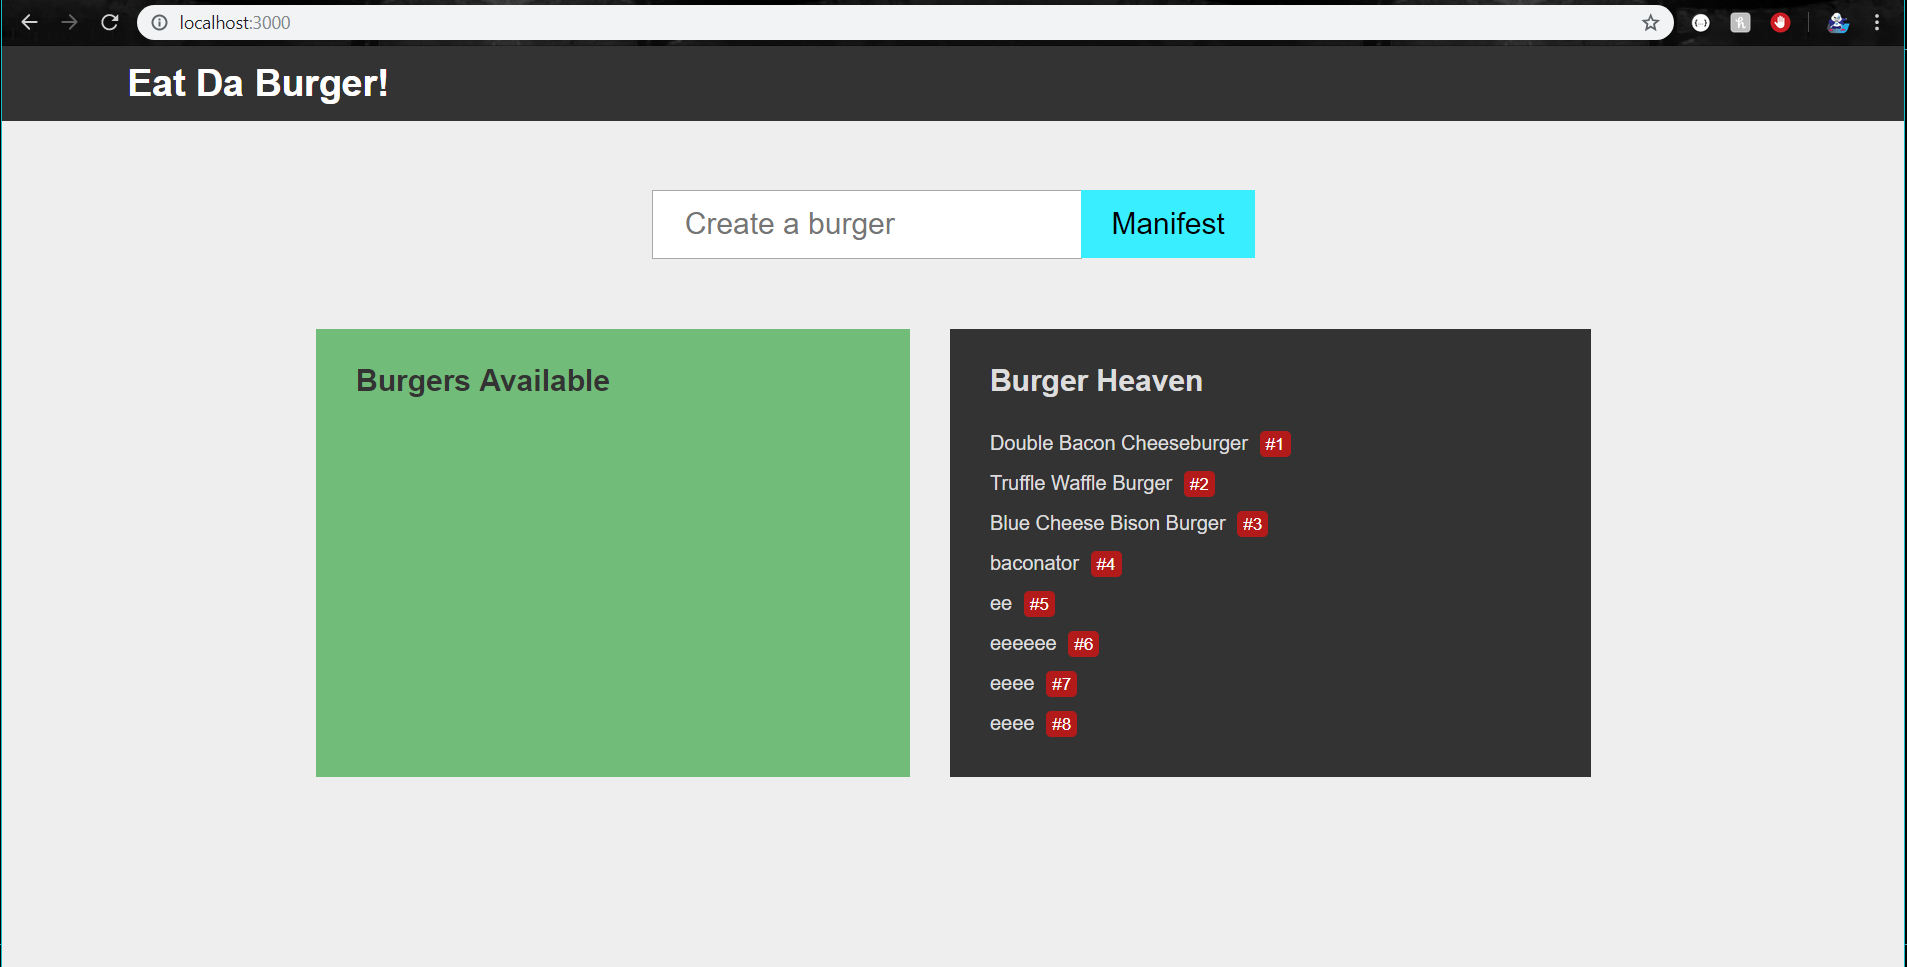 localhost:3000
Eat Da Burger!
Create a burger
Manifest
Burgers Available
Burger Heaven
Double Bacon Cheeseburger #1
Truffle Waffle Burger #2
Blue Cheese Bison Burger #3
baconator #4
ee #5
eeeeee #6
eeee #7
eeee #8